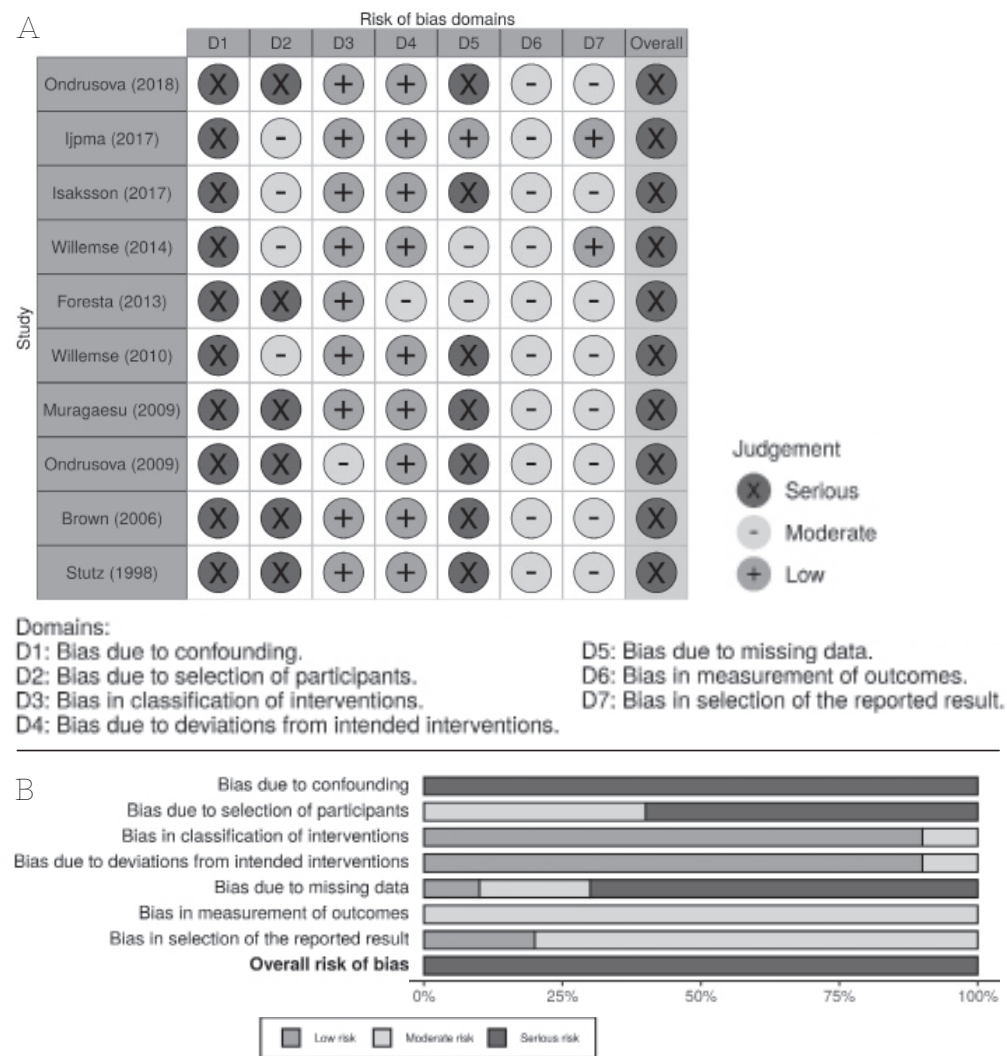 A
Risk of bias domains
D1 D2 D3 D4 D5 D6 D7 Overall
Study
Ondrusova (2018) X X + + X - - X
Ijpma (2017) X - + + + - + X
Isaksson (2017) X - + + X - - X
Willemse (2014) X - + + - - + X
Foresta (2013) X X + - - - - X
Willemse (2010) X - + + X - - X
Muragaesu (2009) X X + + X - - X
Ondrusova (2009) X X - + X - - X
Brown (2006) X X + + X - - X
Stutz (1998) X X + + X - - X
Judgement
X Serious
- Moderate
+ Low
Domains:
D1: Bias due to confounding.
D2: Bias due to selection of participants.
D3: Bias in classification of interventions.
D4: Bias due to deviations from intended interventions.
D5: Bias due to missing data.
D6: Bias in measurement of outcomes.
D7: Bias in selection of the reported result.
B
Bias due to confounding
Bias due to selection of participants
Bias in classification of interventions
Bias due to deviations from intended interventions
Bias due to missing data
Bias in measurement of outcomes
Bias in selection of the reported result
Overall risk of bias
0% 25% 50% 75% 100%
Low risk Moderate risk Serious risk